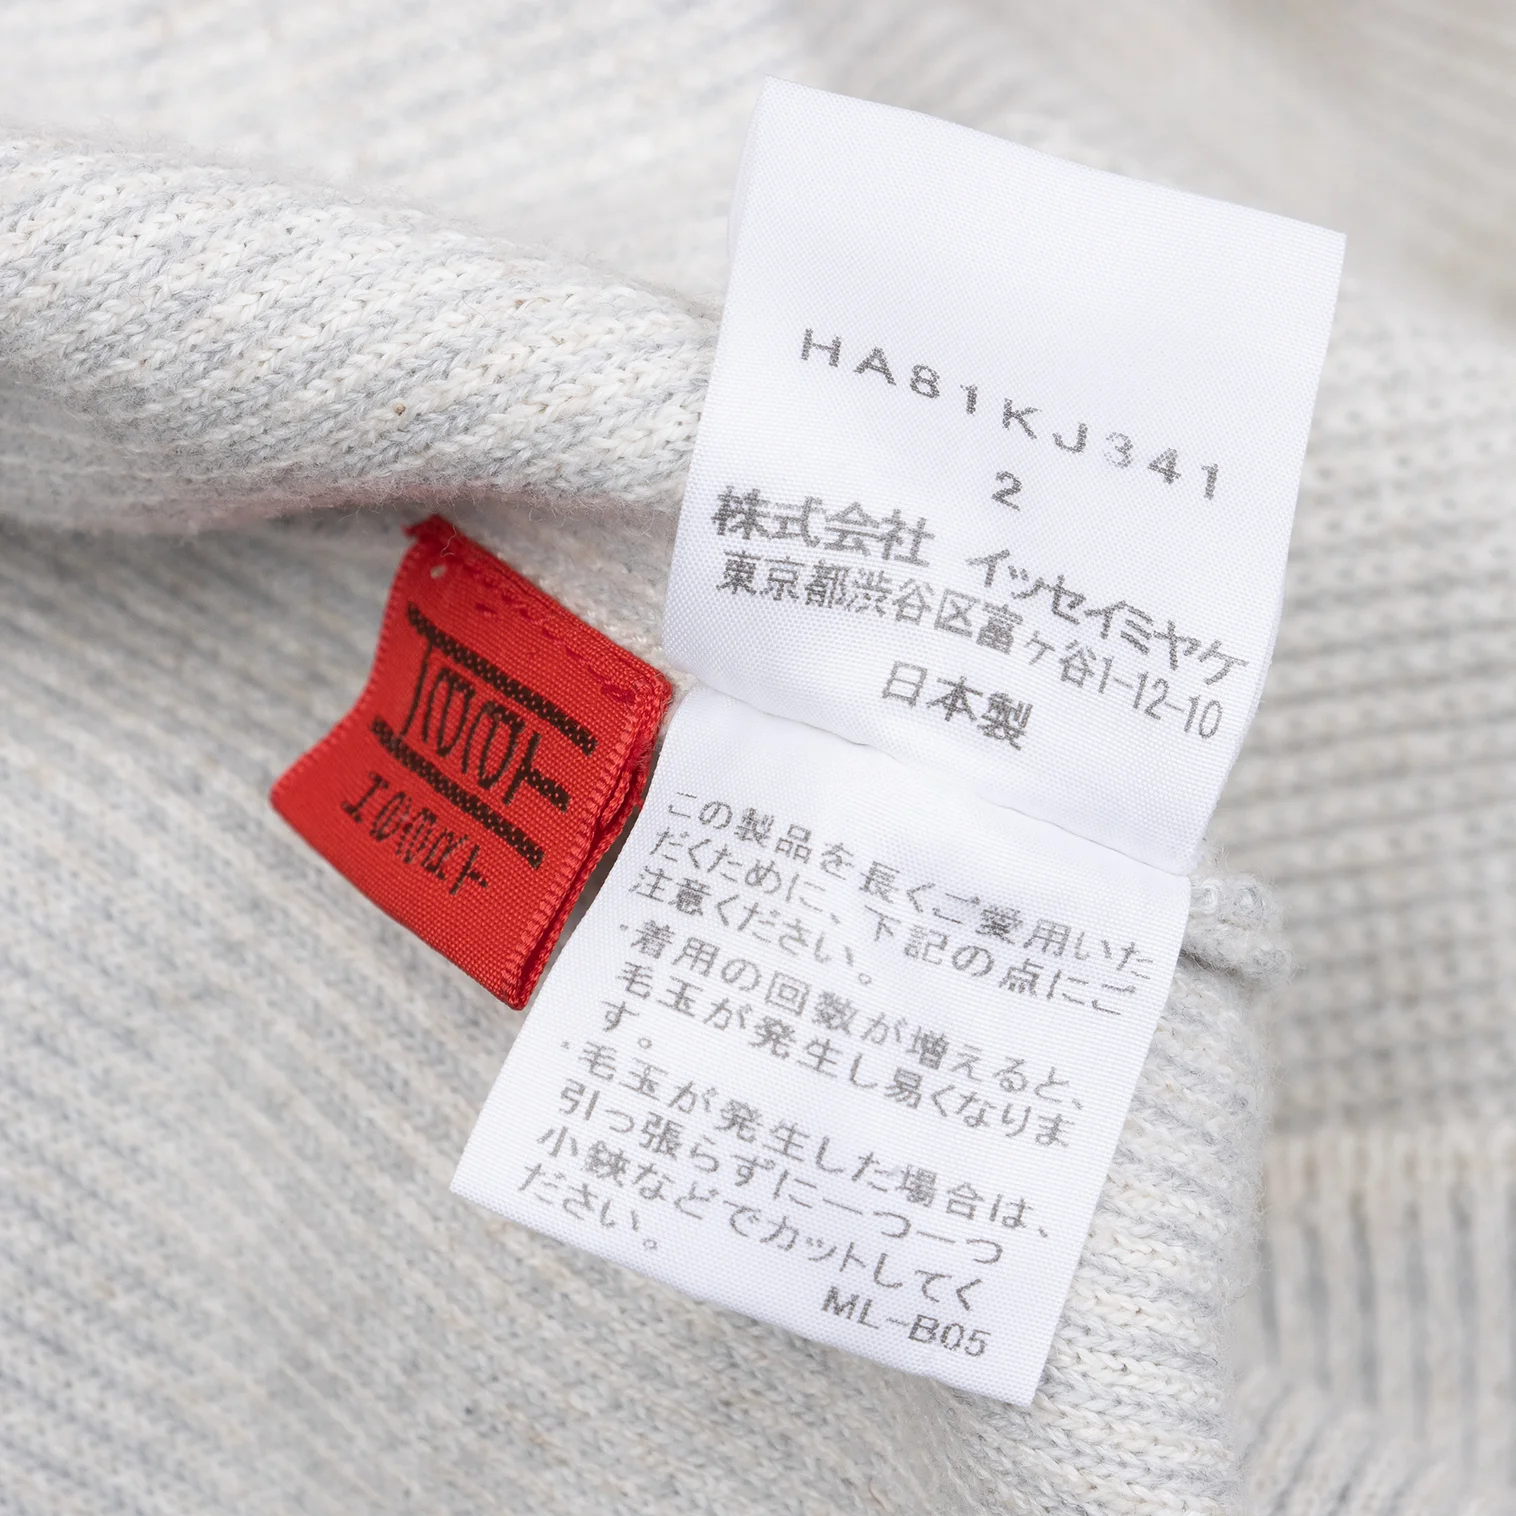 HA81KJ341
2
株式会社 イッセイミヤケ
東京都渋谷区富ヶ谷1-12-10
日本製
この製品を長くご愛用いた
だくために、下記の点にご
注意ください。
・着用の回数が増えると、
毛玉が発生し易くなりま
す。
・毛玉が発生した場合は、
引っ張らずに一つ一つ
小鋏などでカットしてく
ださい。
ML-B05